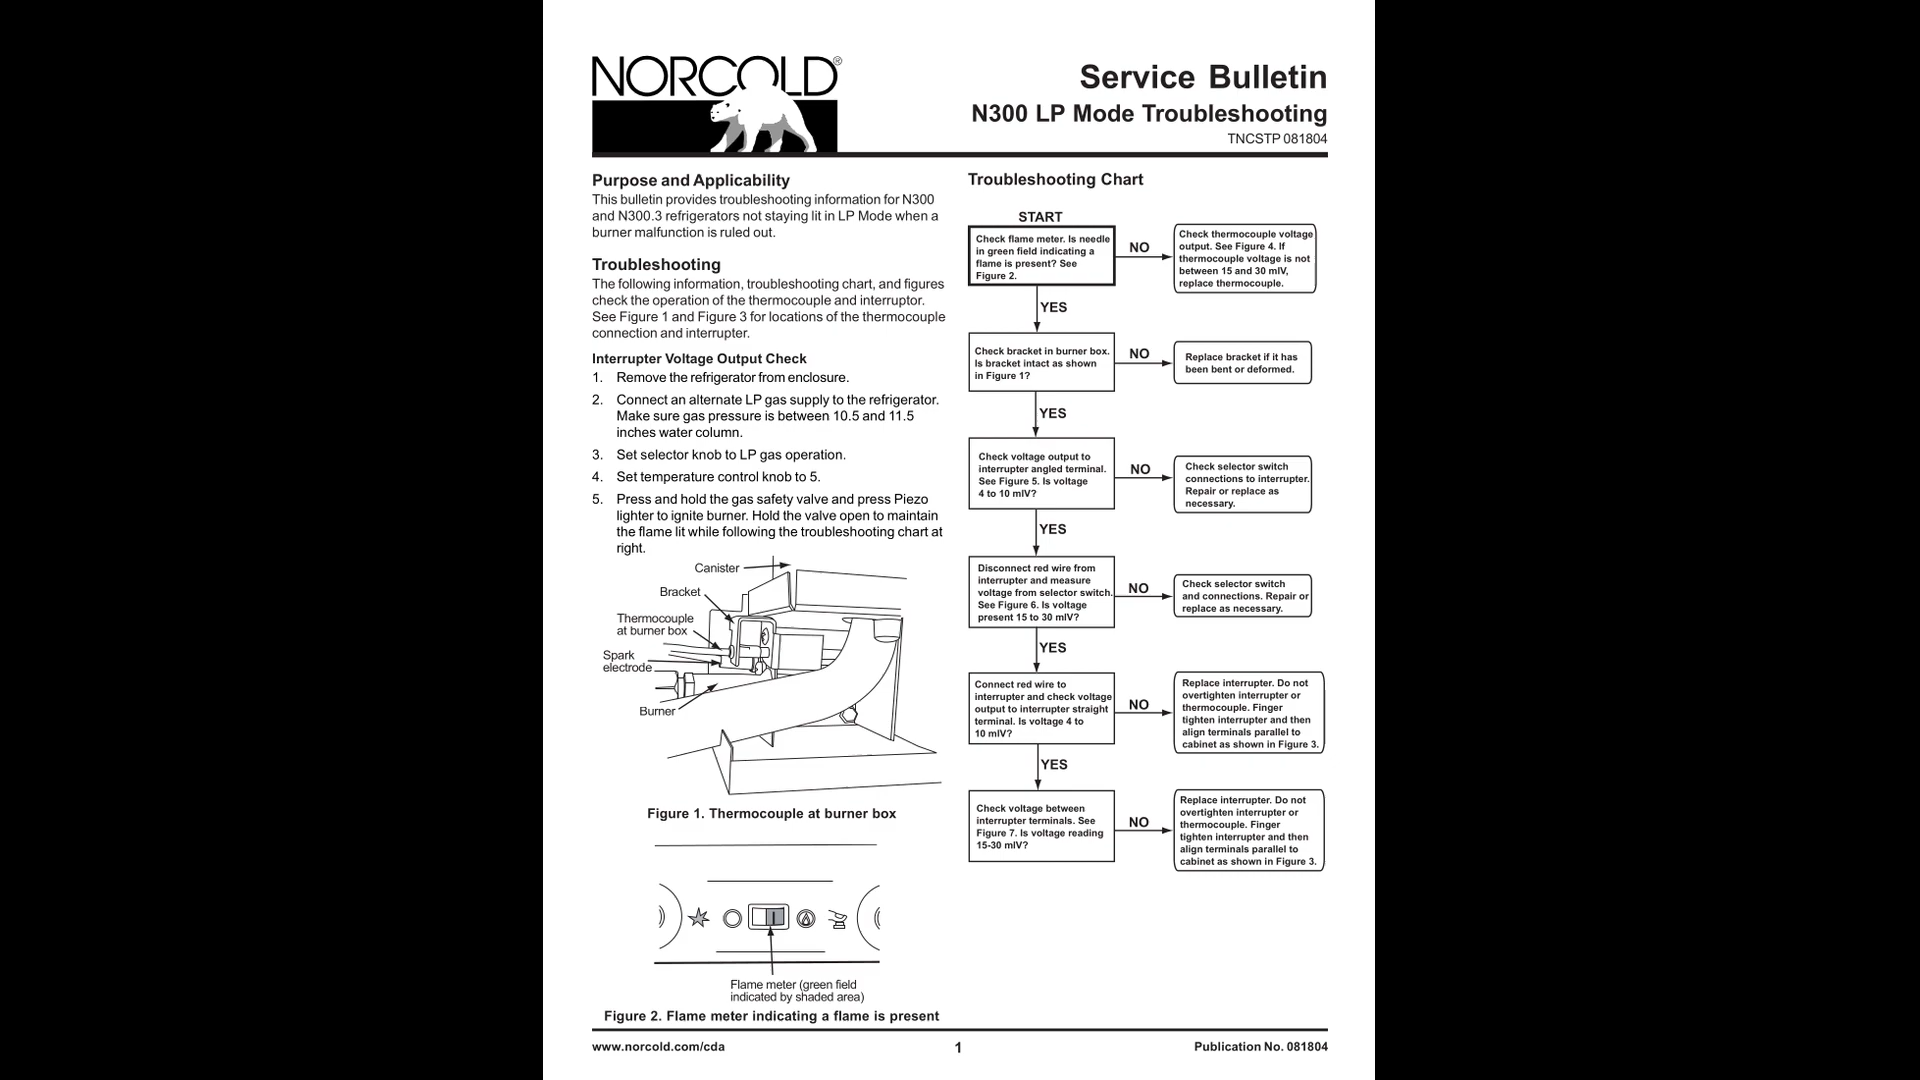 NORCOLD®
Service Bulletin
N300 LP Mode Troubleshooting
TNCSTP 081804
Purpose and Applicability
This bulletin provides troubleshooting information for N300
and N300.3 refrigerators not staying lit in LP Mode when a
burner malfunction is ruled out.
Troubleshooting
The following information, troubleshooting chart, and figures
check the operation of the thermocouple and interruptor.
See Figure 1 and Figure 3 for locations of the thermocouple
connection and interrupter.
Interrupter Voltage Output Check
1. Remove the refrigerator from enclosure.
2. Connect an alternate LP gas supply to the refrigerator.
Make sure gas pressure is between 10.5 and 11.5
inches water column.
3. Set selector knob to LP gas operation.
4. Set temperature control knob to 5.
5. Press and hold the gas safety valve and press Piezo
lighter to ignite burner. Hold the valve open to maintain
the flame lit while following the troubleshooting chart at
right.
Canister
Bracket
Thermocouple
at burner box
Spark
electrode
Burner
Figure 1. Thermocouple at burner box
Flame meter (green field
indicated by shaded area)
Figure 2. Flame meter indicating a flame is present
Troubleshooting Chart
START
Check flame meter. Is needle
in green field indicating a
flame is present? See
Figure 2.
NO
Check thermocouple voltage
output. See Figure 4. If
thermocouple voltage is not
between 15 and 30 mlV,
replace thermocouple.
YES
Check bracket in burner box.
Is bracket intact as shown
in Figure 1?
NO
Replace bracket if it has
been bent or deformed.
YES
Check voltage output to
interrupter angled terminal.
See Figure 5. Is voltage
4 to 10 mlV?
NO
Check selector switch
connections to interrupter.
Repair or replace as
necessary.
YES
Disconnect red wire from
interrupter and measure
voltage from selector switch.
See Figure 6. Is voltage
present 15 to 30 mlV?
NO
Check selector switch
and connections. Repair or
replace as necessary.
YES
Connect red wire to
interrupter and check voltage
output to interrupter straight
terminal. Is voltage 4 to
10 mlV?
NO
Replace interrupter. Do not
overtighten interrupter or
thermocouple. Finger
tighten interrupter and then
align terminals parallel to
cabinet as shown in Figure 3.
YES
Check voltage between
interrupter terminals. See
Figure 7. Is voltage reading
15-30 mlV?
NO
Replace interrupter. Do not
overtighten interrupter or
thermocouple. Finger
tighten interrupter and then
align terminals parallel to
cabinet as shown in Figure 3.
www.norcold.com/cda
1
Publication No. 081804